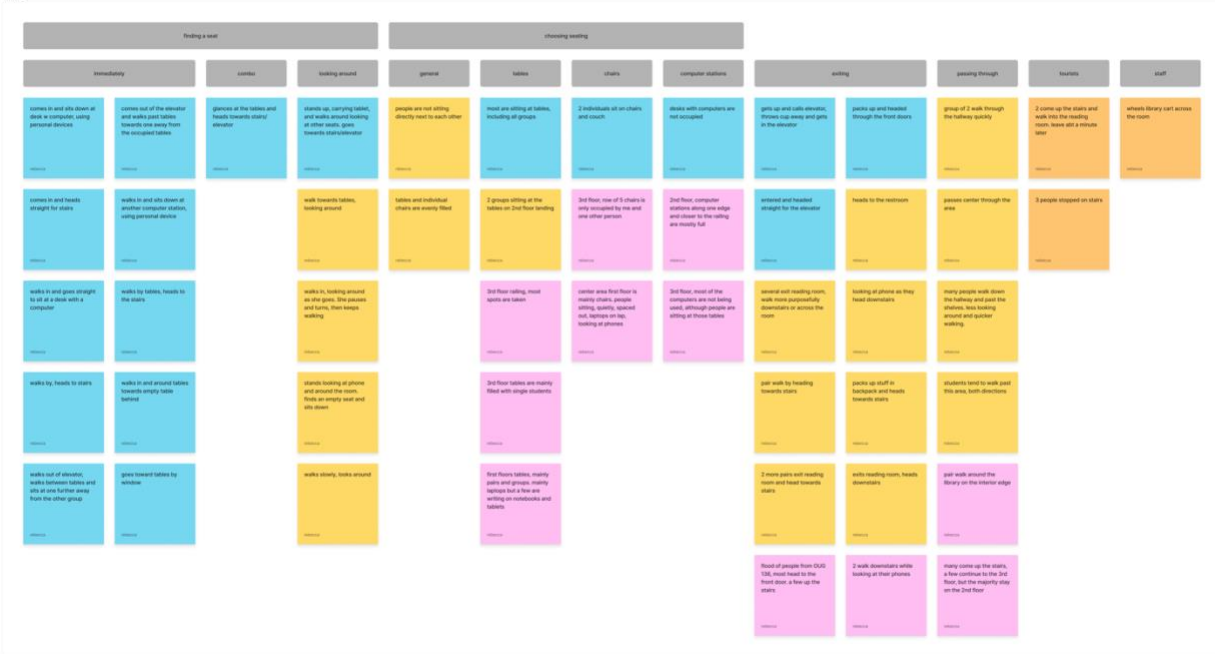 finding a seat
choosing seating
immediately
combo
looking around
general
tables
chairs
computer stations
exiting
passing through
tourists
staff
comes in and sits down at
desk w computer, using
personal devices
comes out of the elevator
and walks past tables
towards one away from
the occupied tables
glances at the tables and
heads towards stairs/
elevator
stands up, carrying tablet,
and walks around looking
at other seats. goes
towards stairs/elevator
people are not sitting
directly next to each other
most are sitting at tables,
including all groups
2 individuals sit on chairs
and couch
desks with computers are
not occupied
gets up and calls elevator,
throws cup away and gets
in the elevator
packs up and headed
through the front doors
group of 2 walk through
the hallway quickly
2 come up the stairs and
walk into the reading
room. leave abt a minute
later
wheels library cart across
the room
comes in and heads
straight for stairs
walks in and sits down at
another computer station,
using personal device
walk towards tables,
looking around
tables and individual
chairs are evenly filled
2 groups sitting at the
tables on 2nd floor landing
3rd floor, row of 5 chairs is
only occupied by me and
one other person
2nd floor, computer
stations along one edge
and closer to the railing
are mostly full
entered and headed
straight for the elevator
heads to the restroom
passes center through the
area
3 people stopped on stairs
walks in and goes straight
to sit at a desk with a
computer
walks by tables, heads to
the stairs
walks in, looking around
as she goes. She pauses
and turns, then keeps
walking
3rd floor railing, most
spots are taken
center area first floor is
mainly chairs, people
sitting, quietly, spaced
out, laptops on lap,
looking at phones
3rd floor, most of the
computers are not being
used, although people are
sitting at those tables
several exit reading room,
walk more purposefully
downstairs or across the
room
looking at phone as they
head downstairs
many people walk down
the hallway and past the
shelves. less looking
around and quicker
walking.
walks by, heads to stairs
walks in and around tables
towards empty table
behind
stands looking at phone
and around the room.
finds an empty seat and
sits down
3rd floor tables are mainly
filled with single students
pair walk by heading
towards stairs
packs up stuff in
backpack and heads
towards stairs
students tend to walk past
this area, both directions
walks out of elevator,
walks between tables and
sits at one further away
from the other group
goes toward tables by
window
walks slowly, looks around
first floors tables, mainly
pairs and groups. mainly
laptops but a few are
writing on notebooks and
tablets
2 more pairs exit reading
room and head towards
stairs
exits reading room, heads
downstairs
pair walk around the
library on the interior edge
flood of people from OUG
136, most head to the
front door, a few up the
stairs
2 walk downstairs while
looking at their phones
many come up the stairs,
a few continue to the 3rd
floor, but the majority stay
on the 2nd floor